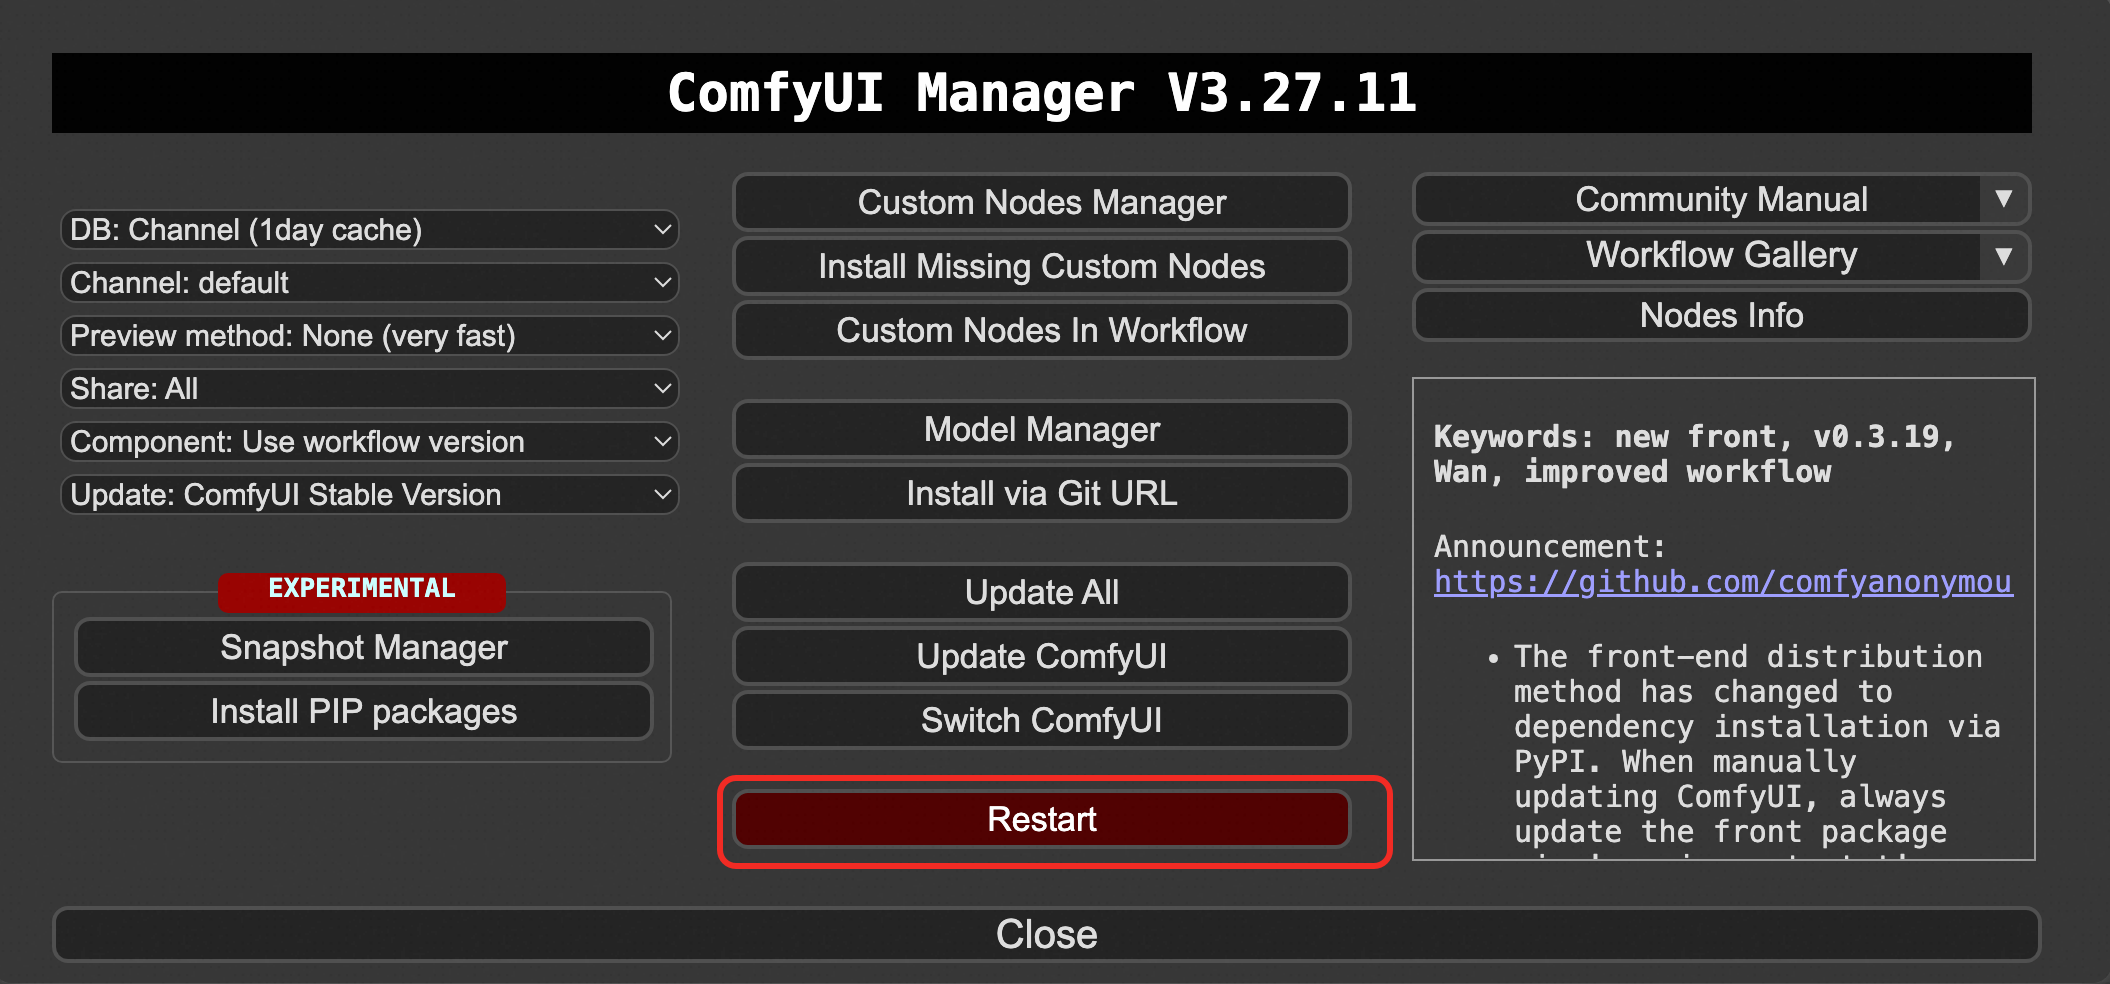 ComfyUI Manager V3.27.11
DB: Channel (1day cache)
Channel: default
Preview method: None (very fast)
Share: All
Component: Use workflow version
Update: ComfyUI Stable Version
EXPERIMENTAL
Snapshot Manager
Install PIP packages
Custom Nodes Manager
Install Missing Custom Nodes
Custom Nodes In Workflow
Model Manager
Install via Git URL
Update All
Update ComfyUI
Switch ComfyUI
Restart
Community Manual
Workflow Gallery
Nodes Info
Keywords: new front, v0.3.19,
Wan, improved workflow
Announcement:
https://github.com/comfyanonymou
• The front-end distribution
method has changed to
dependency installation via
PyPI. When manually
updating ComfyUI, always
update the front package
Close